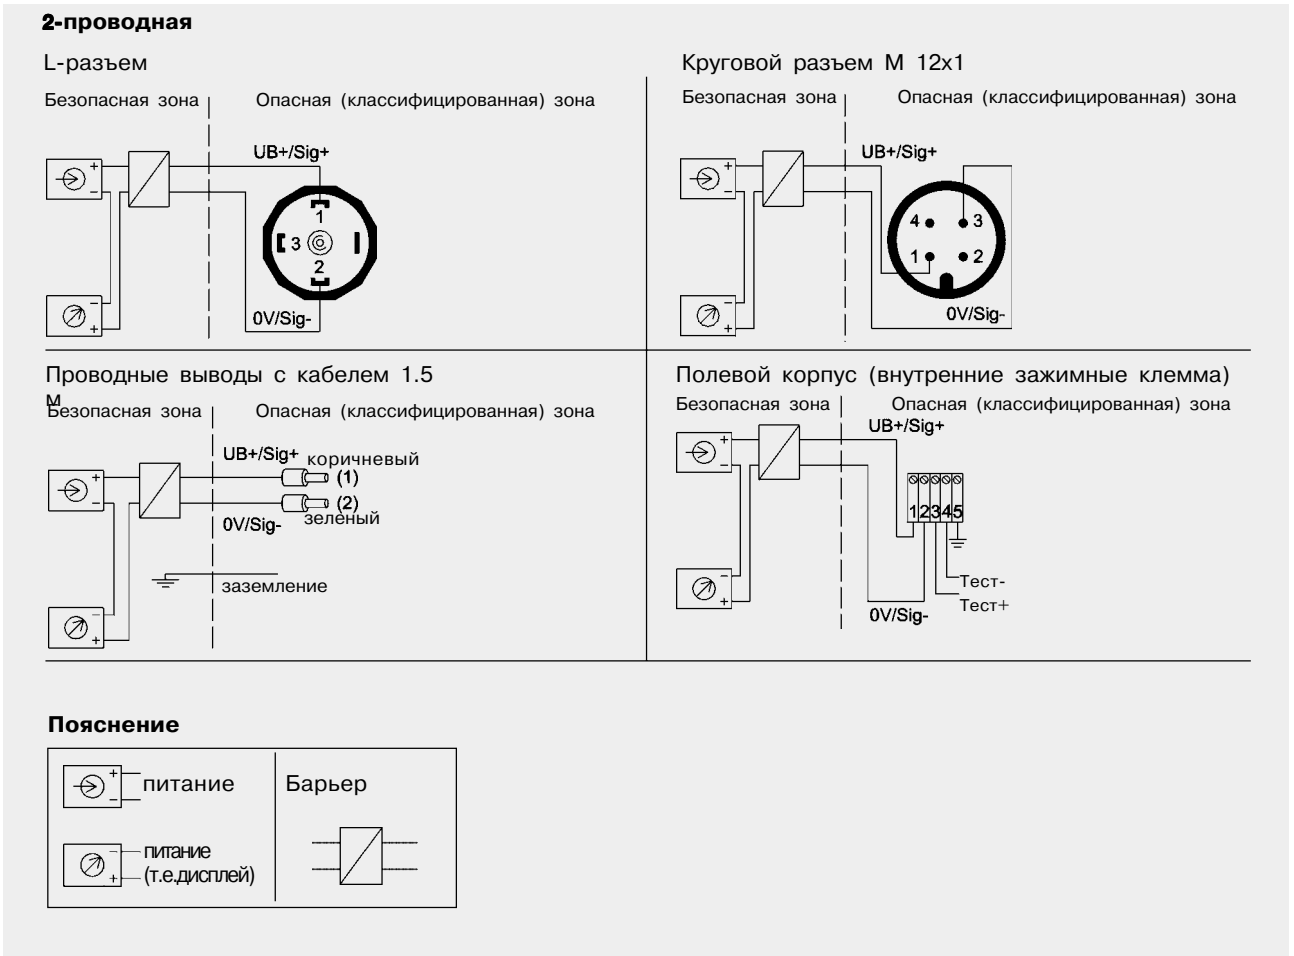 2-проводная
L-разъем
Безопасная зона
Опасная (классифицированная) зона
UB+/Sig+
+
−
1
3
2
−
+
0V/Sig-
Круговой разъем М 12x1
Безопасная зона
Опасная (классифицированная) зона
UB+/Sig+
+
−
4
3
1
2
−
+
0V/Sig-
Проводные выводы с кабелем 1.5
м
Безопасная зона
Опасная (классифицированная) зона
UB+/Sig+
коричневый
+
−
(1)
(2)
зеленый
0V/Sig-
заземление
−
+
Полевой корпус (внутренние зажимные клемма)
Безопасная зона
Опасная (классифицированная) зона
UB+/Sig+
+
−
12345
−
+
Тест-
Тест+
0V/Sig-
Пояснение
+
−
питание
Барьер
−
+
питание
(т.е.дисплей)